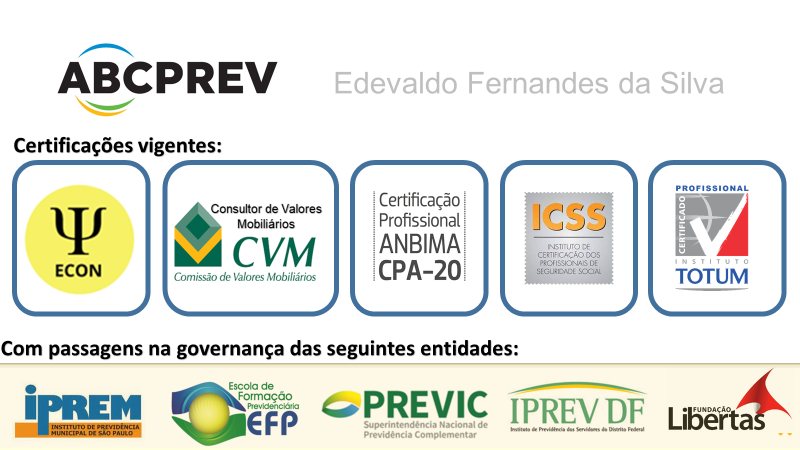 ABCPREV
Edevaldo Fernandes da Silva
Certificações vigentes:
Ψ
ECON
Consultor de Valores
Mobiliários
CVM
Comissão de Valores Mobiliários
Certificação
Profissional
ANBIMA
CPA-20
ICSS
INSTITUTO DE
CERTIFICAÇÃO DOS
PROFISSIONAIS DE
SEGURIDADE SOCIAL
PROFISSIONAL
CERTIFICADO
INSTITUTO
TOTUM
Com passagens na governança das seguintes entidades:
iPREM
INSTITUTO DE PREVIDÊNCIA
MUNICIPAL DE SÃO PAULO
Escola de
Formação
Previdenciária
EFP
PREVIC
Superintendência Nacional de
Previdência Complementar
IPREV DF
Instituto de Previdência dos Servidores do Distrito Federal
FUNDAÇÃO
Libertas